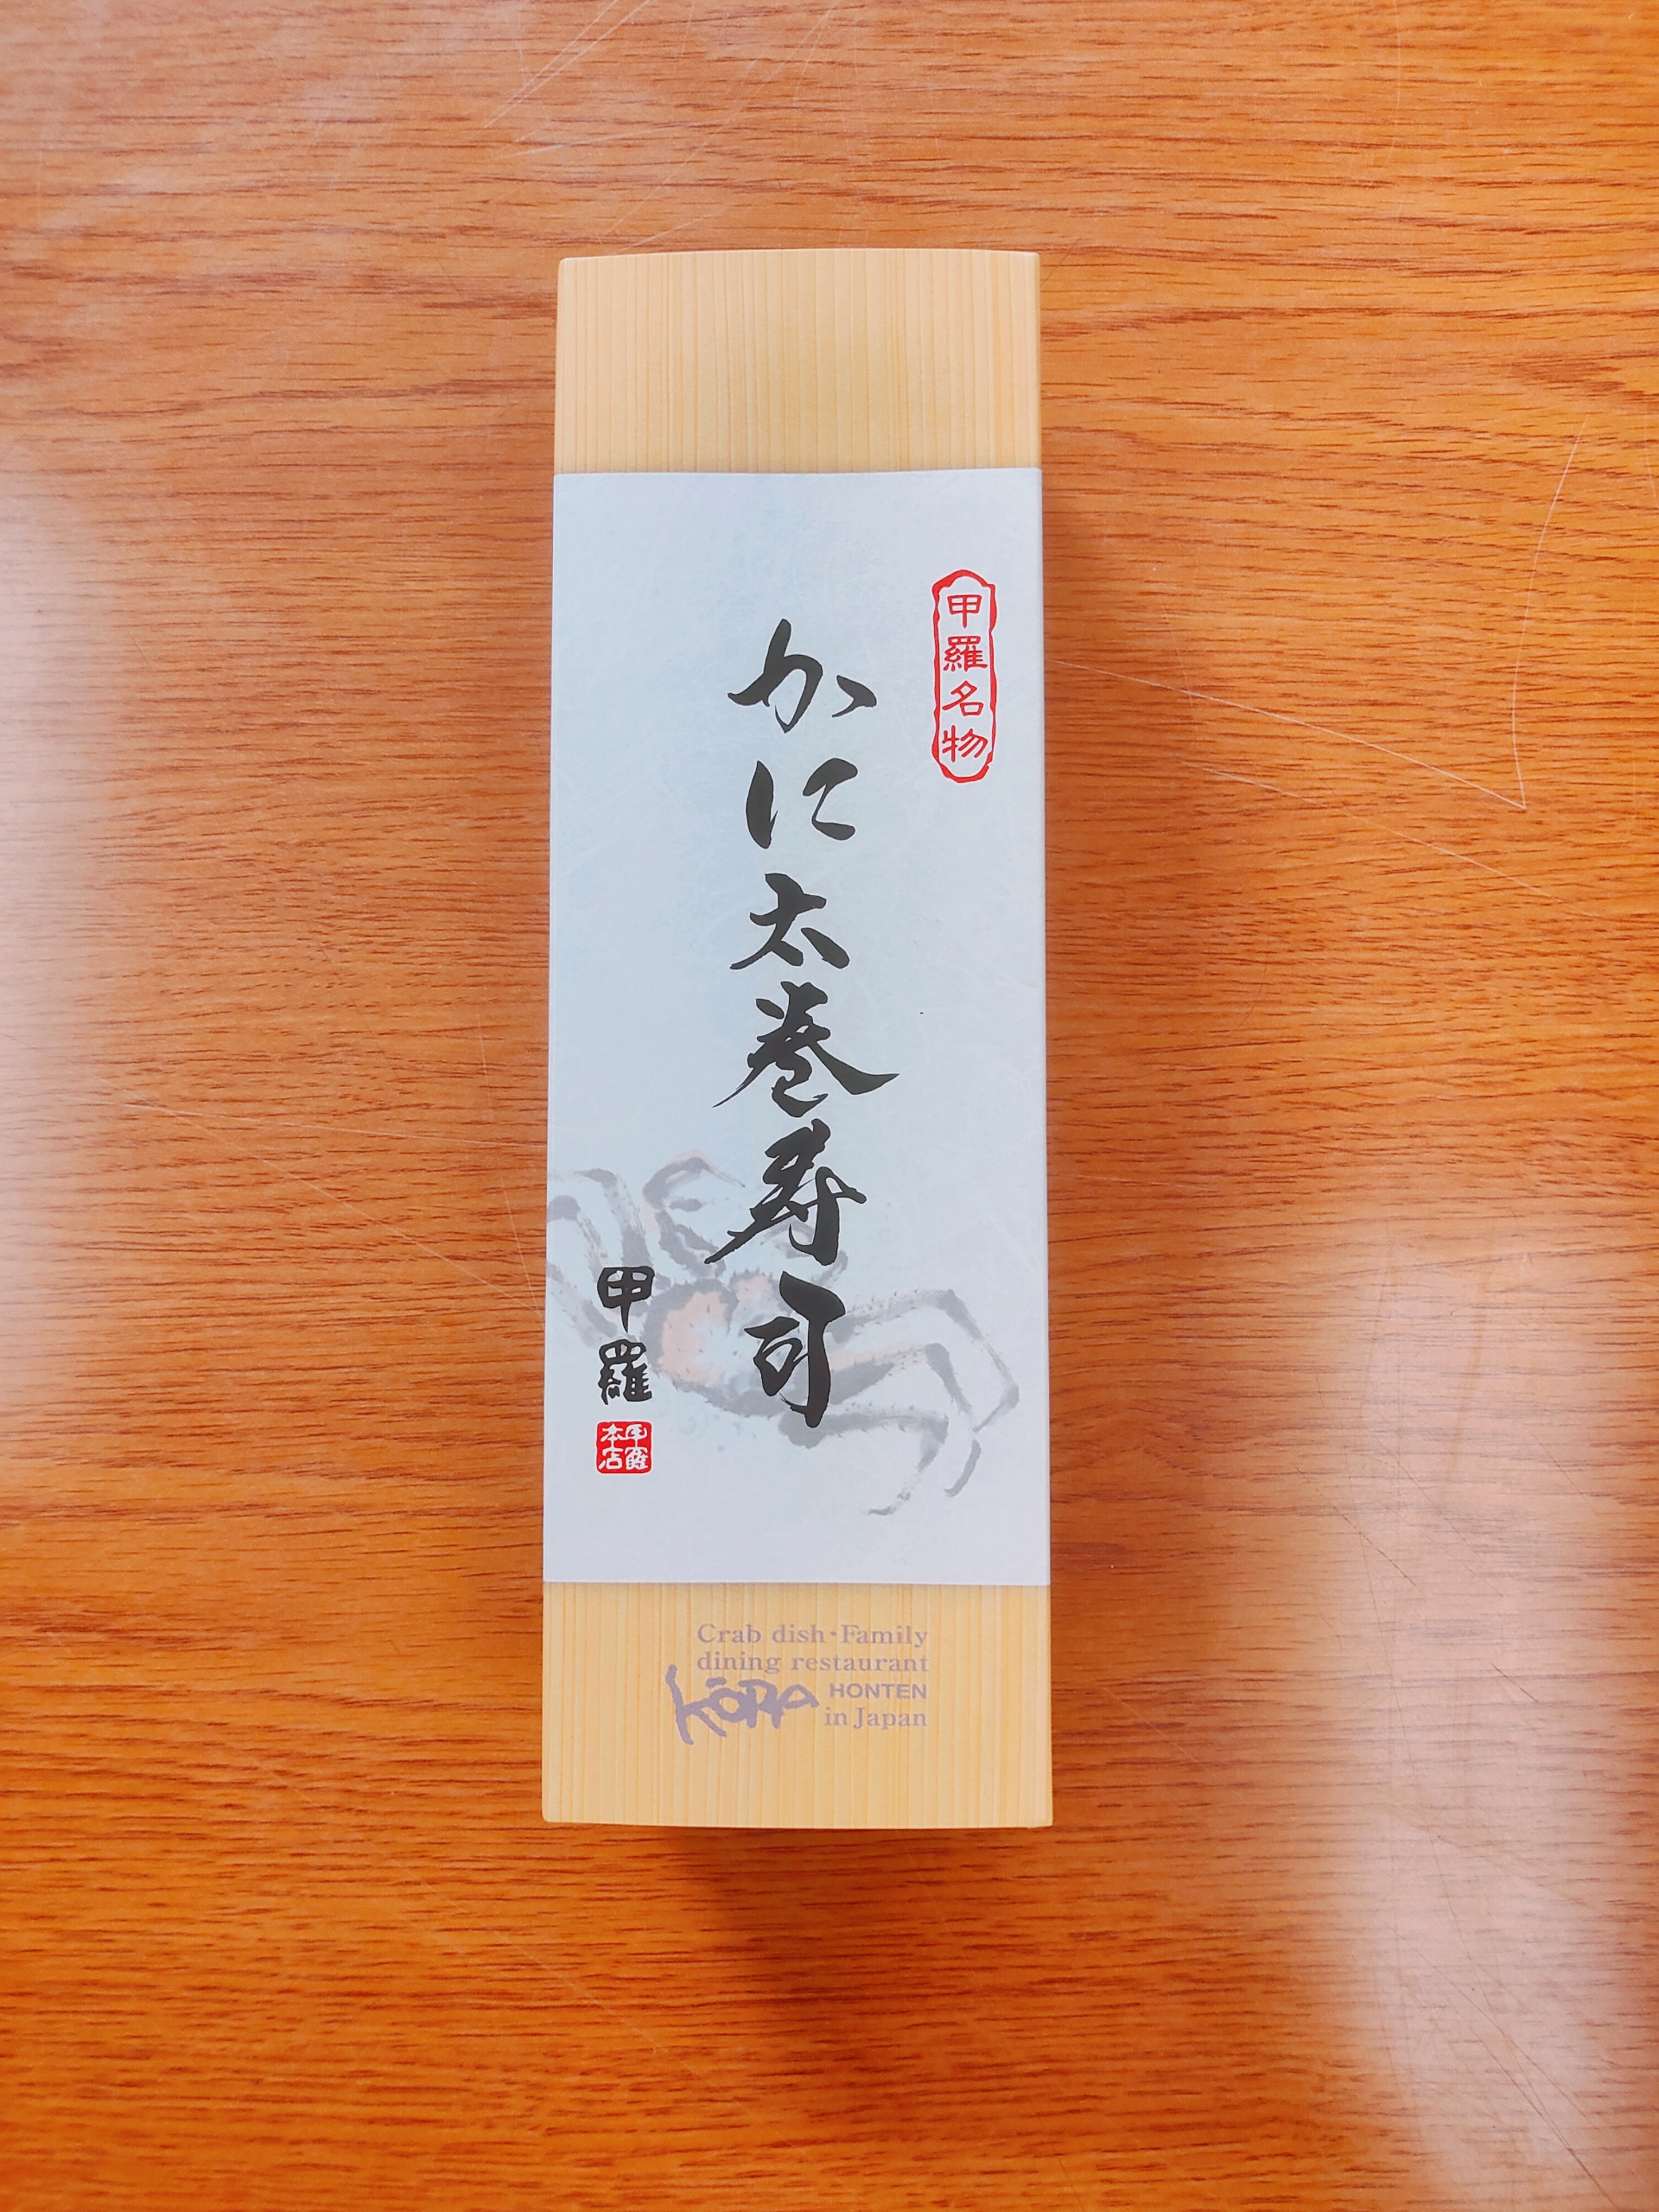 甲羅名物
かに太巻寿司
甲羅
甲羅
本店
Crab dish・Family
dining restaurant
KōRA HONTEN
in Japan